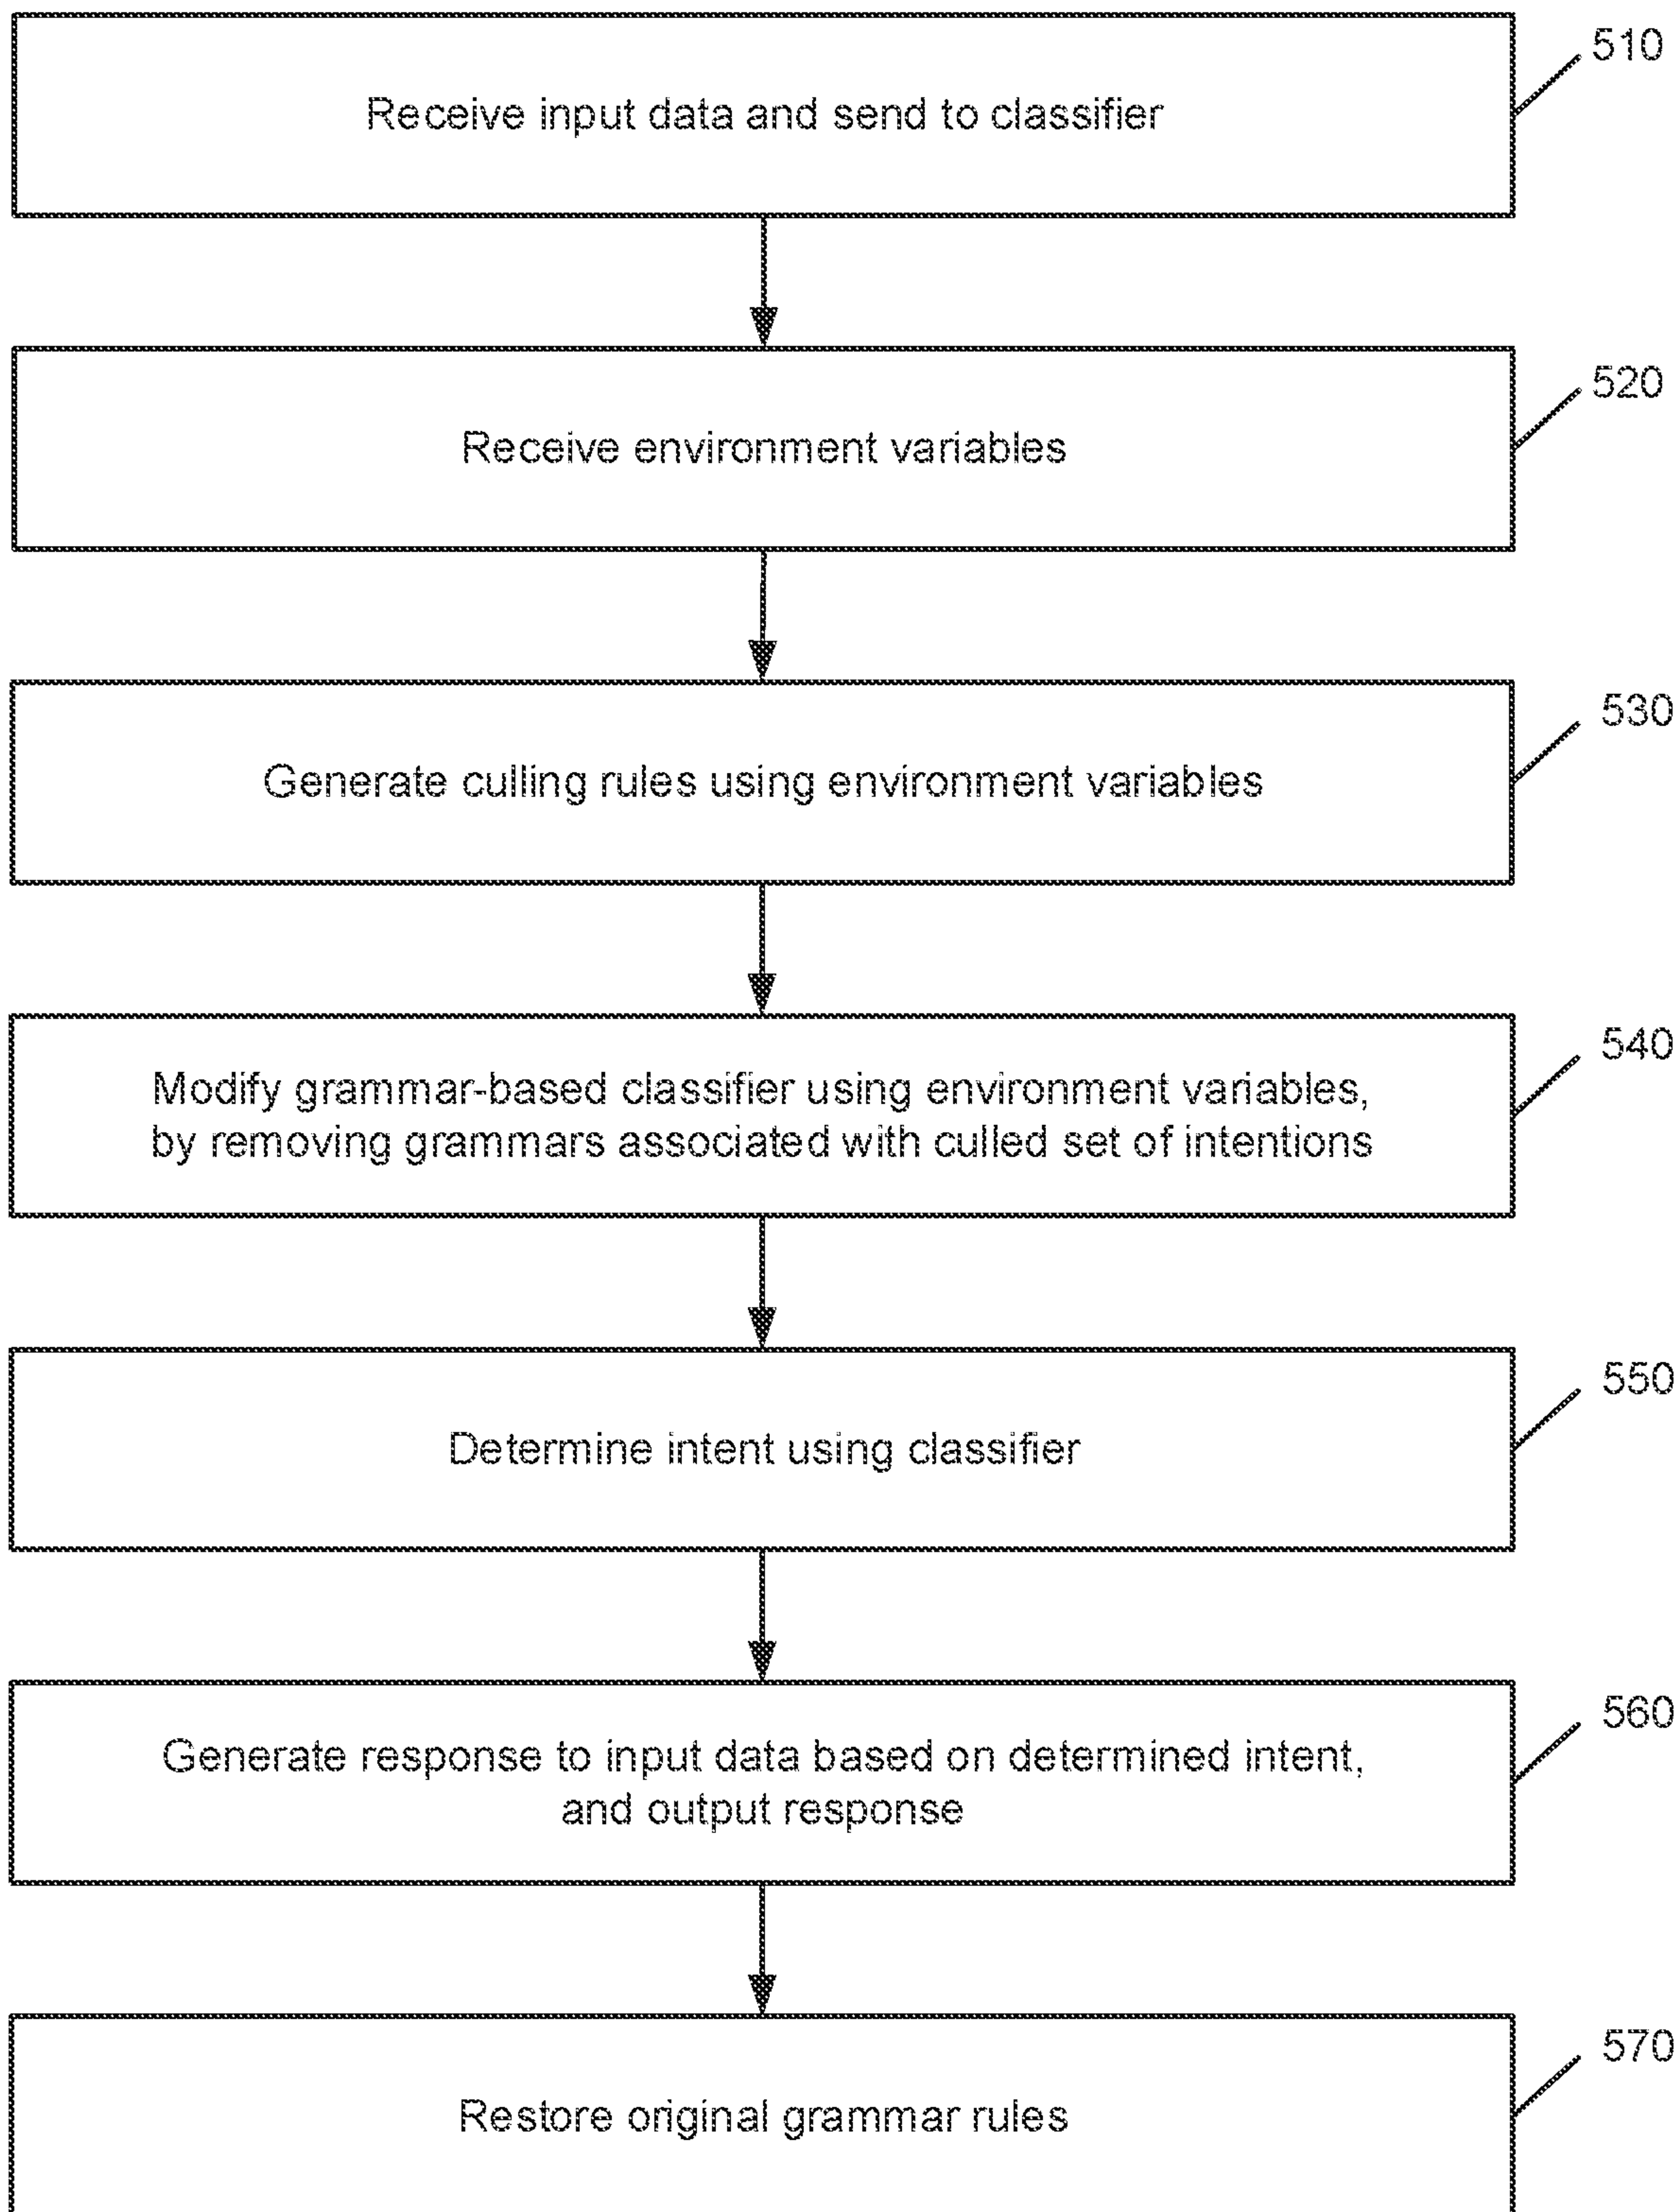 510
Receive input data and send to classifier
520
Receive environment variables
530
Generate culling rules using environment variables
540
Modify grammar-based classifier using environment variables,
by removing grammars associated with culled set of intentions
550
Determine intent using classifier
560
Generate response to input data based on determined intent,
and output response
570
Restore original grammar rules